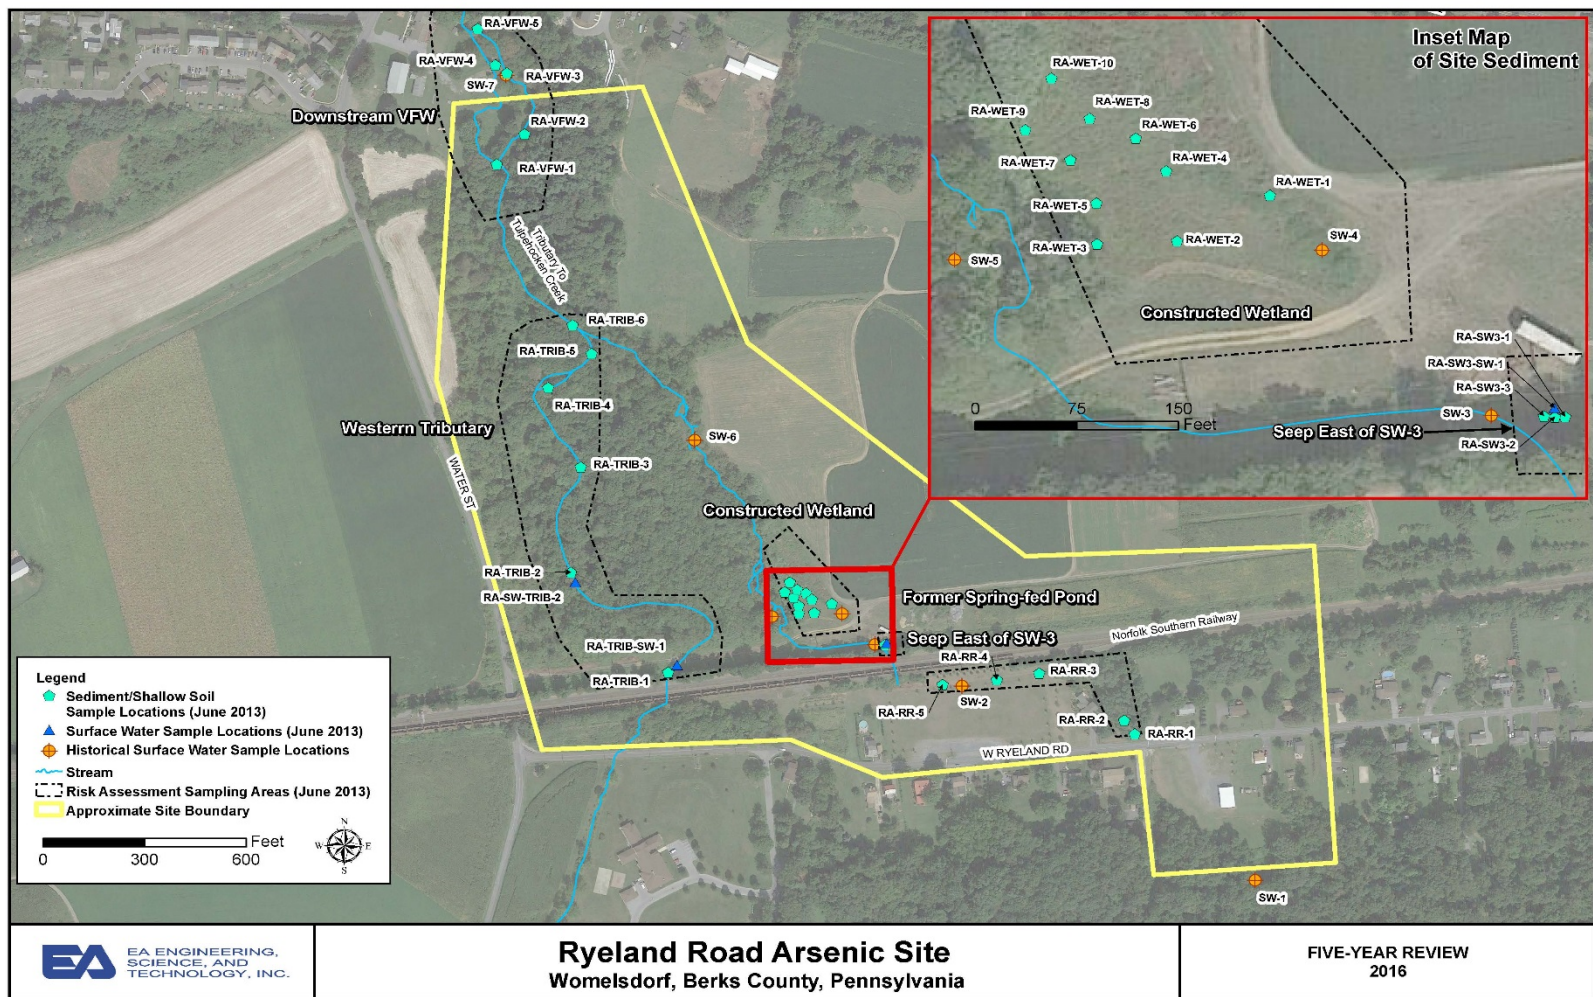 RA-VFW-5
RA-VFW-4
SW-7
RA-VFW-3
Downstream VFW
RA-VFW-2
RA-VFW-1
Tributary To
Tulpehocken Creek
RA-TRIB-6
RA-TRIB-5
RA-TRIB-4
Westerrn Tributary
SW-6
RA-TRIB-3
WATER ST
Constructed Wetland
RA-TRIB-2
RA-SW-TRIB-2
Former Spring-fed Pond
Seep East of SW-3
Norfolk Southern Railway
RA-TRIB-SW-1
RA-TRIB-1
RA-RR-4
RA-RR-3
RA-RR-5
SW-2
RA-RR-2
RA-RR-1
W RYELAND RD
SW-1
Inset Map
of Site Sediment
RA-WET-10
RA-WET-8
RA-WET-9
RA-WET-6
RA-WET-7
RA-WET-4
RA-WET-1
RA-WET-5
RA-WET-3
RA-WET-2
SW-4
SW-5
Constructed Wetland
RA-SW3-1
RA-SW3-SW-1
RA-SW3-3
SW-3
Seep East of SW-3
RA-SW3-2
0 75 150
Feet
Legend
Sediment/Shallow Soil
Sample Locations (June 2013)
Surface Water Sample Locations (June 2013)
Historical Surface Water Sample Locations
Stream
Risk Assessment Sampling Areas (June 2013)
Approximate Site Boundary
Feet
0 300 600
N
W E
S
EA
EA ENGINEERING,
SCIENCE, AND
TECHNOLOGY, INC.
Ryeland Road Arsenic Site
Womelsdorf, Berks County, Pennsylvania
FIVE-YEAR REVIEW
2016